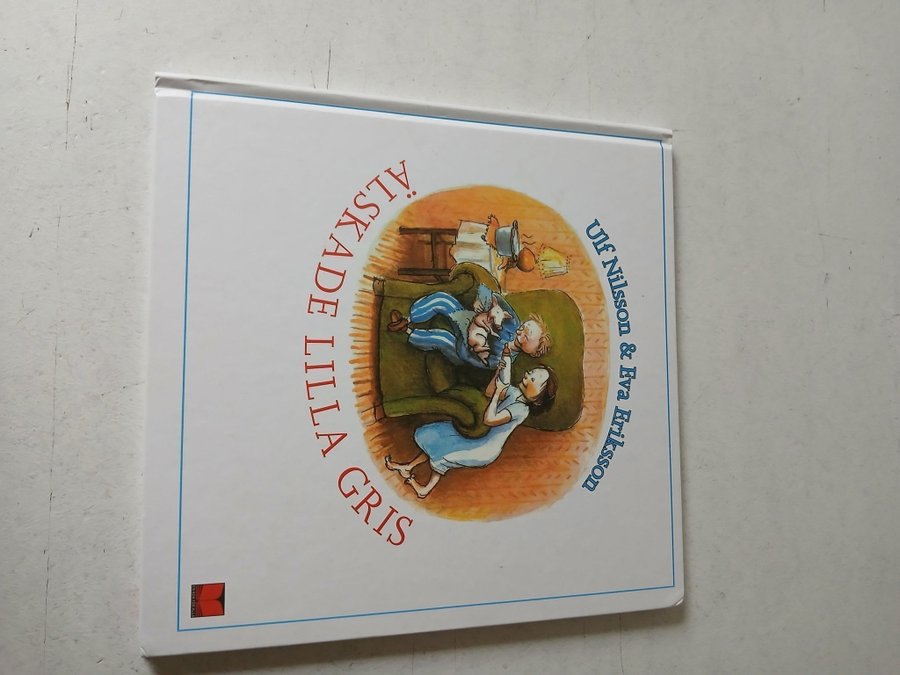 Ulf Nilsson & Eva Eriksson
ÄLSKADE LILLA GRIS